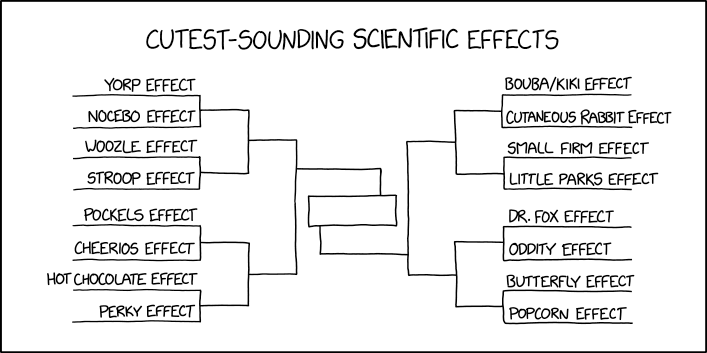 CUTEST-SOUNDING SCIENTIFIC EFFECTS
YORP EFFECT
NOCEBO EFFECT
WOOZLE EFFECT
STROOP EFFECT
POCKELS EFFECT
CHEERIOS EFFECT
HOT CHOCOLATE EFFECT
PERKY EFFECT
BOUBA/KIKI EFFECT
CUTANEOUS RABBIT EFFECT
SMALL FIRM EFFECT
LITTLE PARKS EFFECT
DR. FOX EFFECT
ODDITY EFFECT
BUTTERFLY EFFECT
POPCORN EFFECT